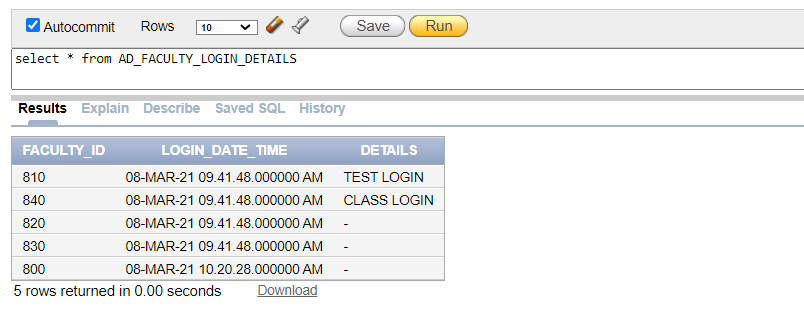 Autocommit Rows 10 Save Run
select * from AD_FACULTY_LOGIN_DETAILS
Results Explain Describe Saved SQL History
FACULTY_ID LOGIN_DATE_TIME DETAILS
810 08-MAR-21 09.41.48.000000 AM TEST LOGIN
840 08-MAR-21 09.41.48.000000 AM CLASS LOGIN
820 08-MAR-21 09.41.48.000000 AM -
830 08-MAR-21 09.41.48.000000 AM -
800 08-MAR-21 10.20.28.000000 AM -
5 rows returned in 0.00 seconds Download